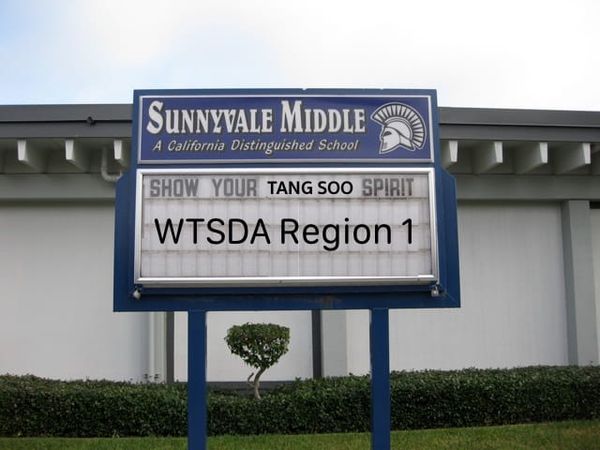 SUNNYVALE MIDDLE
A California Distinguished School
SHOW YOUR TANG SOO SPIRIT
WTSDA Region 1